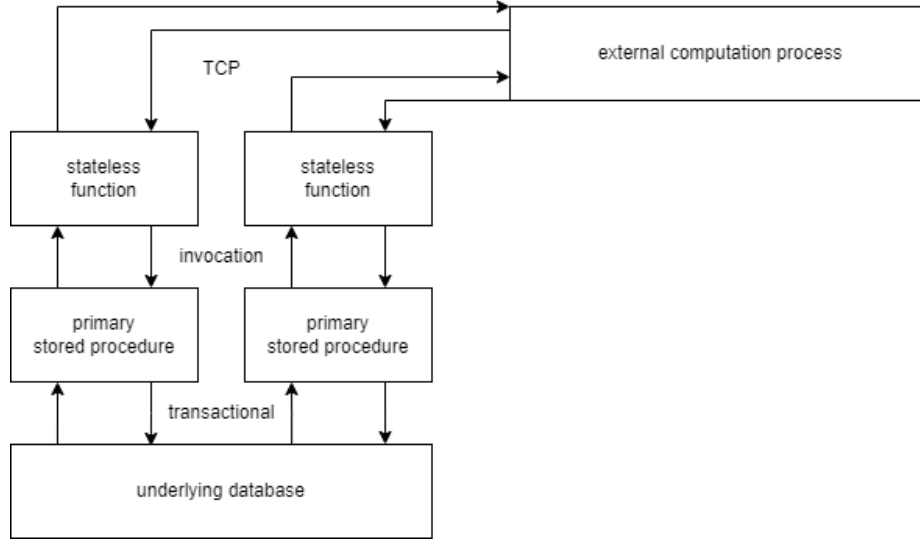 external computation process
TCP
stateless
function
stateless
function
invocation
primary
stored procedure
primary
stored procedure
transactional
underlying database